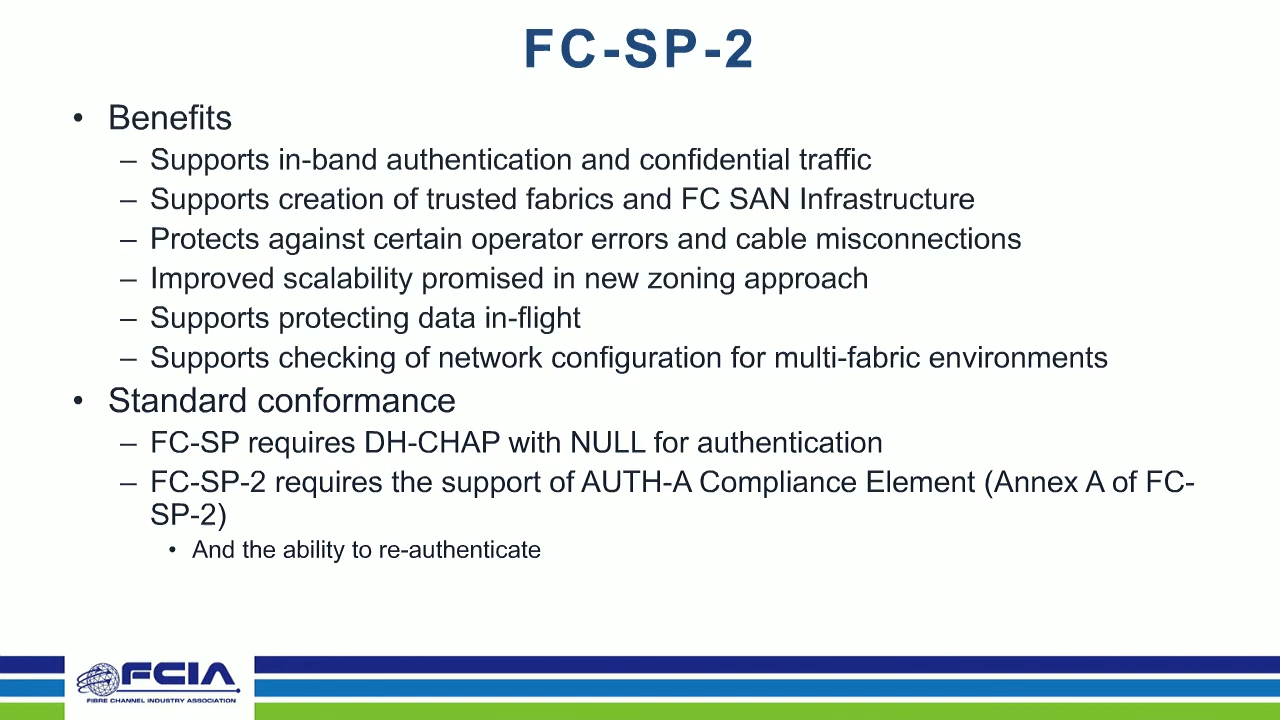 FC-SP-2
• Benefits
– Supports in-band authentication and confidential traffic
– Supports creation of trusted fabrics and FC SAN Infrastructure
– Protects against certain operator errors and cable misconnections
– Improved scalability promised in new zoning approach
– Supports protecting data in-flight
– Supports checking of network configuration for multi-fabric environments
• Standard conformance
– FC-SP requires DH-CHAP with NULL for authentication
– FC-SP-2 requires the support of AUTH-A Compliance Element (Annex A of FC-
SP-2)
• And the ability to re-authenticate
FCIA
FIBRE CHANNEL INDUSTRY ASSOCIATION